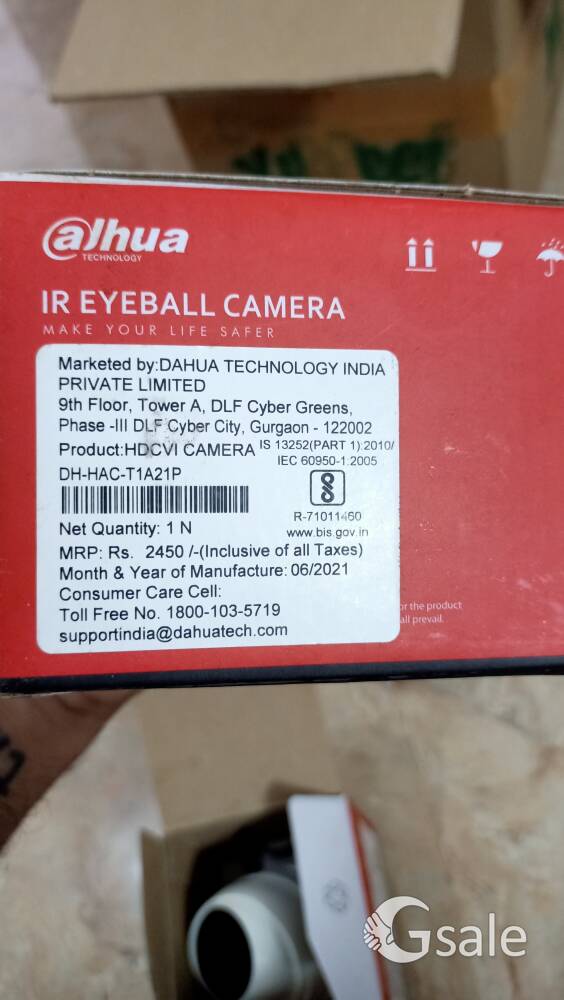 alhua
TECHNOLOGY
IR EYEBALL CAMERA
MAKE YOUR LIFE SAFER
Marketed by:DAHUA TECHNOLOGY INDIA
PRIVATE LIMITED
9th Floor, Tower A, DLF Cyber Greens,
Phase -III DLF Cyber City, Gurgaon - 122002
Product:HDCVI CAMERA IS 13252(PART 1):2010/
IEC 60950-1:2005
DH-HAC-T1A21P
R-71011460
Net Quantity: 1 N www.bis.gov.in
MRP: Rs. 2450 /-(Inclusive of all Taxes)
Month & Year of Manufacture: 06/2021
Consumer Care Cell:
Toll Free No. 1800-103-5719
supportindia@dahuatech.com
or the product
all prevail.
Gsale